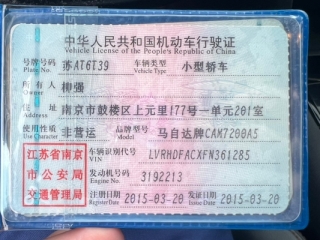 中华人民共和国机动车行驶证
Vehicle License of the People's Republic of China
号牌号码 苏AT6T39 车辆类型 小型轿车
Plate No. Vehicle Type
所有人 柳强
Owner
住址 南京市鼓楼区上元里177号一单元201室
Address
使用性质 非营运 品牌型号 马自达牌CAM7200A5
Use Character Model
江苏省南京
市公安局
交通管理局
车辆识别代号 LVRHDFACXFN361285
VIN
发动机号码 3192213
Engine No.
注册日期 2015-03-20 发证日期 2015-03-20
Register Date Issue Date